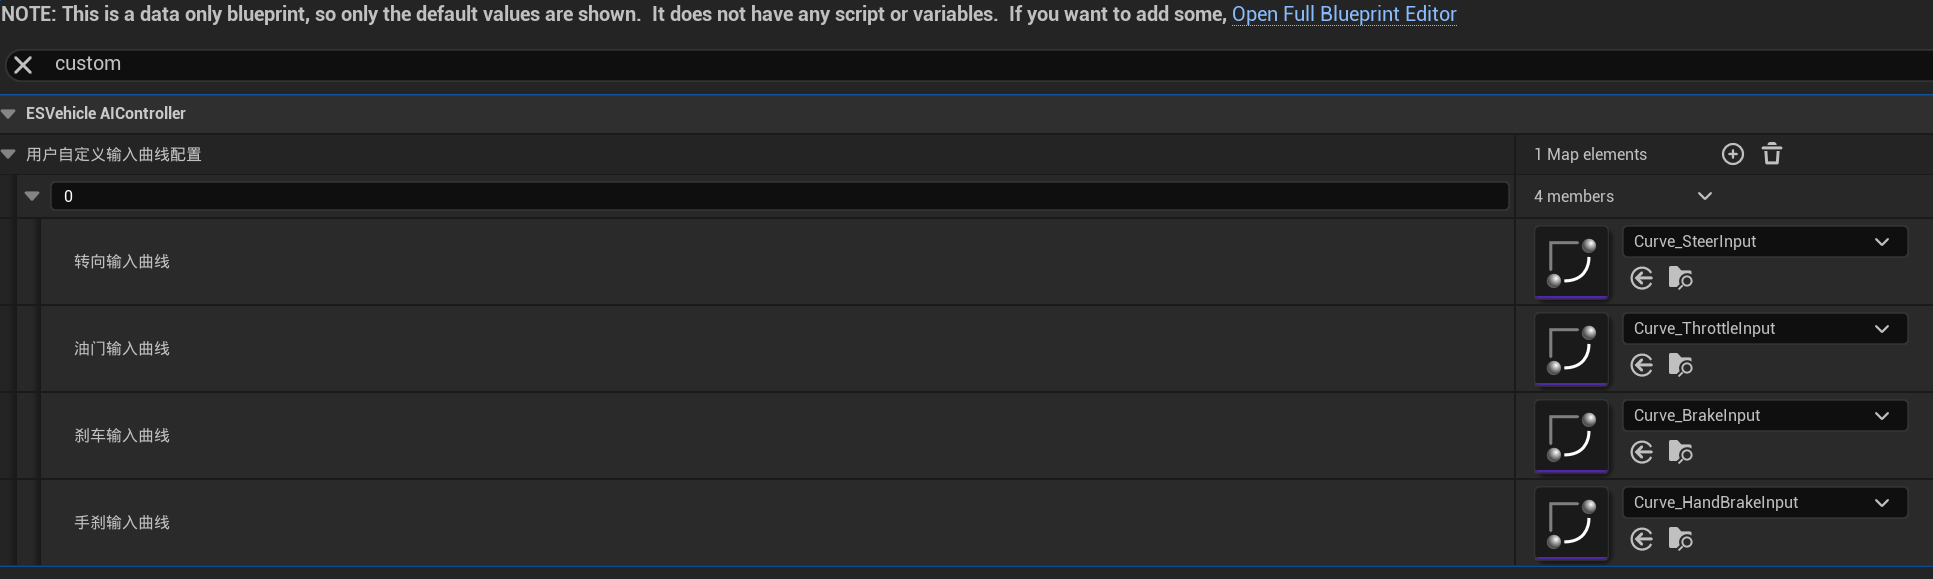 NOTE: This is a data only blueprint, so only the default values are shown.  It does not have any script or variables.  If you want to add some, Open Full Blueprint Editor
custom
ESVehicle AIController
用户自定义输入曲线配置
1 Map elements
0
4 members
转向输入曲线
Curve_SteerInput
油门输入曲线
Curve_ThrottleInput
刹车输入曲线
Curve_BrakeInput
手刹输入曲线
Curve_HandBrakeInput